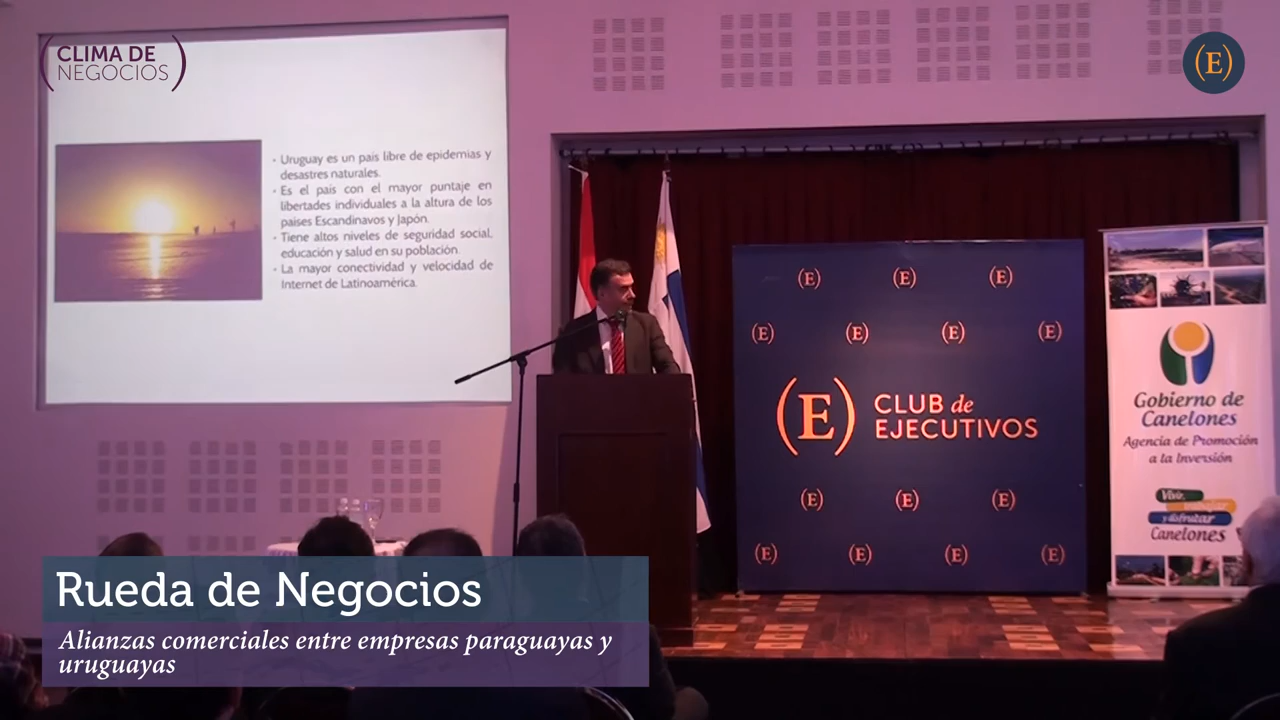 (CLIMA DE
NEGOCIOS)
(E)
• Uruguay es un país libre de epidemias y
desastres naturales.
• Es el país con el mayor puntaje en
libertades individuales a la altura de los
países Escandinavos y Japón.
• Tiene altos niveles de seguridad social,
educación y salud en su población.
• La mayor conectividad y velocidad de
Internet de Latinoamérica.
(E) (E) (E)
(E) (E) (E) (E)
(E) CLUB de
EJECUTIVOS
(E) (E) (E)
(E) (E) (E) (E)
Gobierno de
Canelones
Agencia de Promoción
a la Inversión
Vivir,
y disfrutar
Canelones
Rueda de Negocios
Alianzas comerciales entre empresas paraguayas y
uruguayas